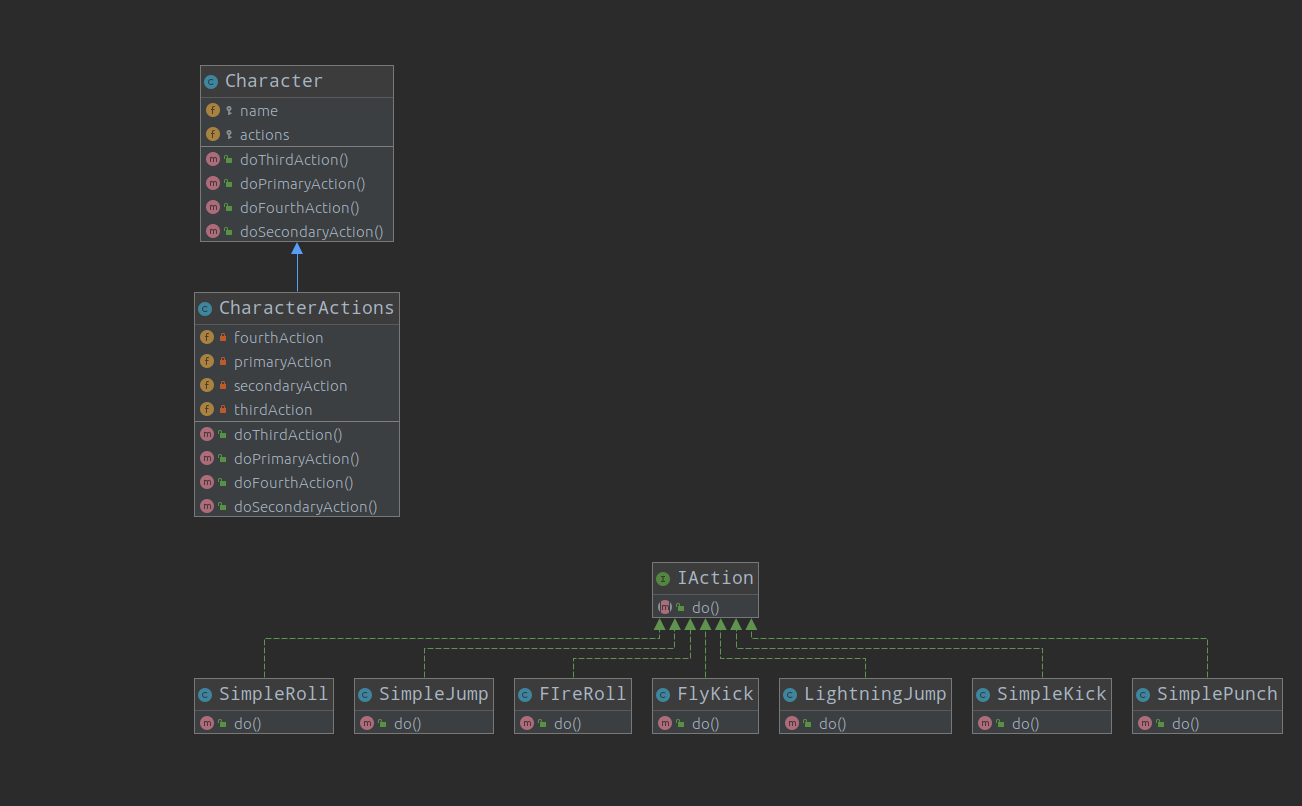 Character
name
actions
doThirdAction()
doPrimaryAction()
doFourthAction()
doSecondaryAction()
CharacterActions
fourthAction
primaryAction
secondaryAction
thirdAction
doThirdAction()
doPrimaryAction()
doFourthAction()
doSecondaryAction()
IAction
do()
SimpleRoll
do()
SimpleJump
do()
FIreRoll
do()
FlyKick
do()
LightningJump
do()
SimpleKick
do()
SimplePunch
do()